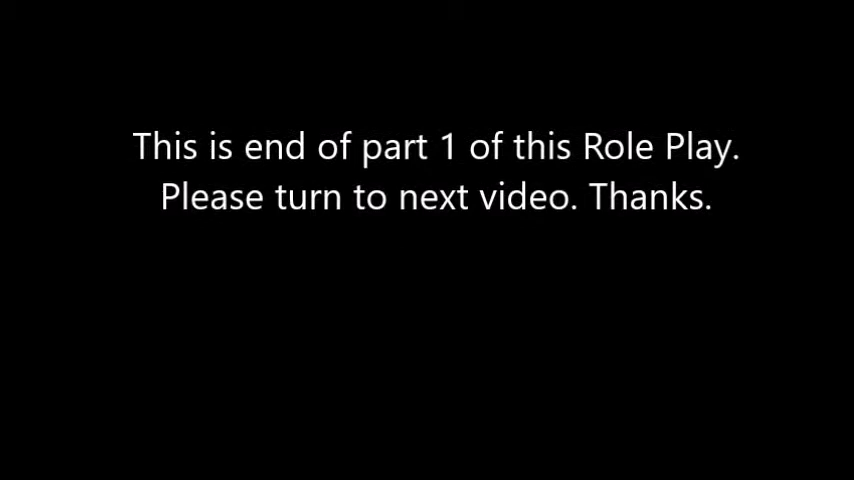 This is end of part 1 of this Role Play.
Please turn to next video. Thanks.